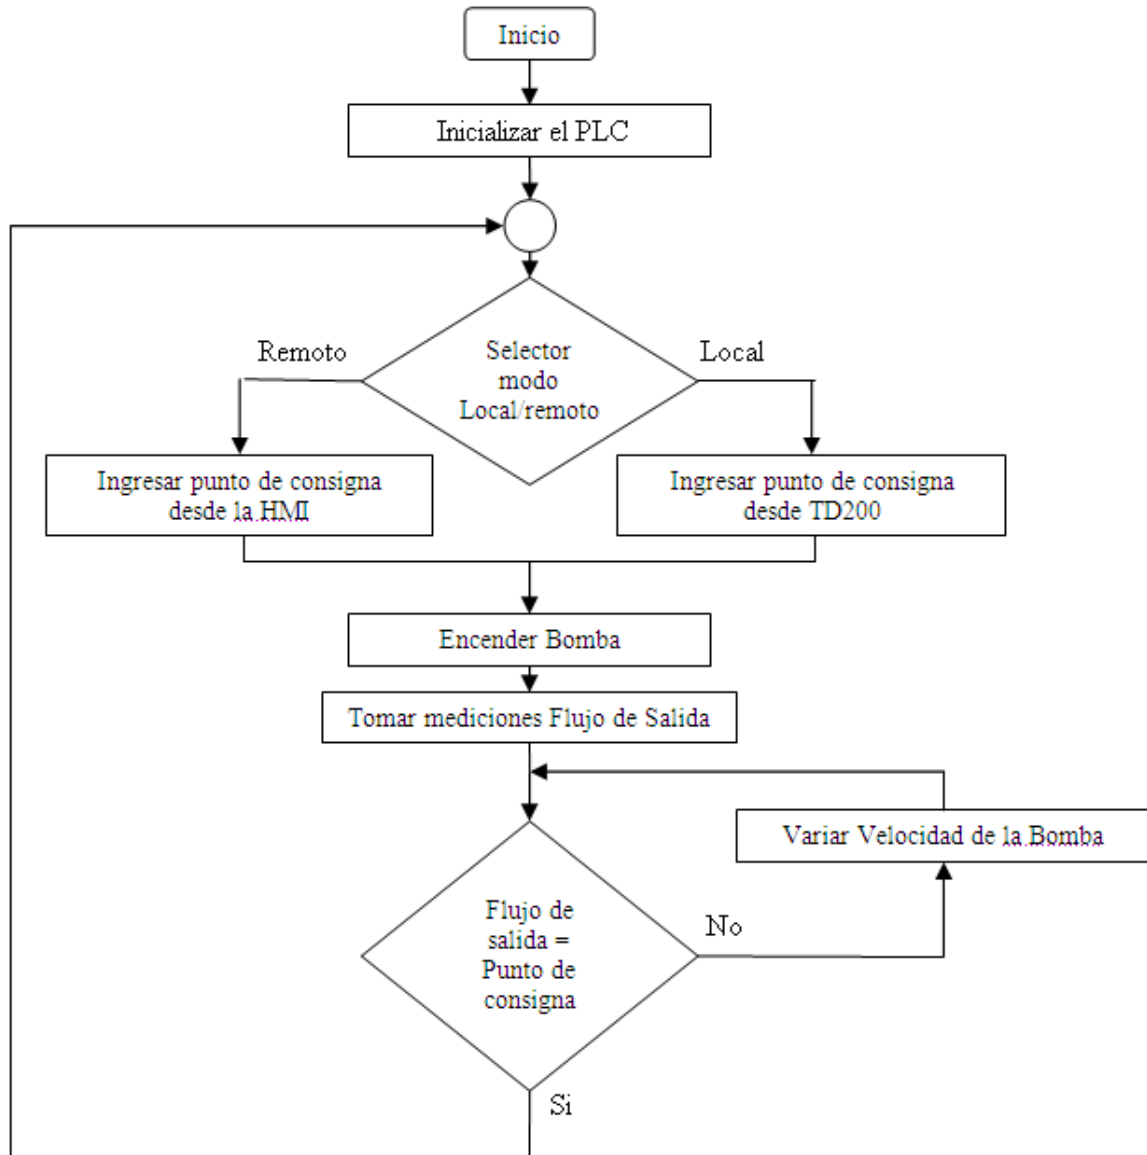 Inicio
Inicializar el PLC
Remoto
Local
Selector
modo
Local/remoto
Ingresar punto de consigna
desde la HMI
Ingresar punto de consigna
desde TD200
Encender Bomba
Tomar mediciones Flujo de Salida
Variar Velocidad de la Bomba
Flujo de
salida =
Punto de
consigna
No
Si